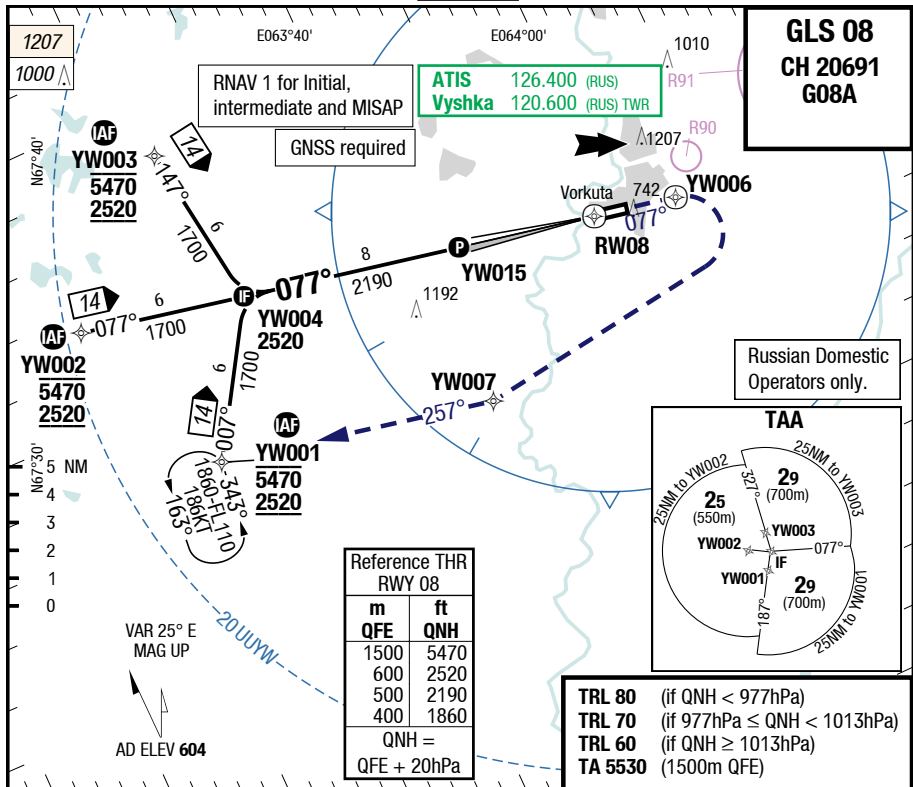 1207
1000
E063°40'
E064°00'
GLS 08
CH 20691
G08A
RNAV 1 for Initial,
intermediate and MISAP
GNSS required
ATIS 126.400 (RUS)
Vyshka 120.600 (RUS) TWR
1010
R91
R90
1207
N67°40'
IAF
YW003
5470
2520
14
147°
6
1700
Vorkuta
742
YW006
077°
RW08
P
YW015
8
2190
077°
IF
YW004
2520
1192
14
077°
6
1700
IAF
YW002
5470
2520
6
1700
14
007°
IAF
YW001
5470
2520
YW007
257°
343°
1860-FL110
186KT
163°
N67°30'
5 NM
4
3
2
1
0
20 UUYW
VAR 25° E
MAG UP
AD ELEV 604
Reference THR
RWY 08
m ft
QFE QNH
1500 5470
600 2520
500 2190
400 1860
QNH =
QFE + 20hPa
Russian Domestic
Operators only.
TAA
25NM to YW002
25NM to YW003
25NM to YW001
327°
25
(550m)
29
(700m)
YW003
YW002
IF
077°
YW001
187°
29
(700m)
TRL 80 (if QNH < 977hPa)
TRL 70 (if 977hPa ≤ QNH < 1013hPa)
TRL 60 (if QNH ≥ 1013hPa)
TA 5530 (1500m QFE)